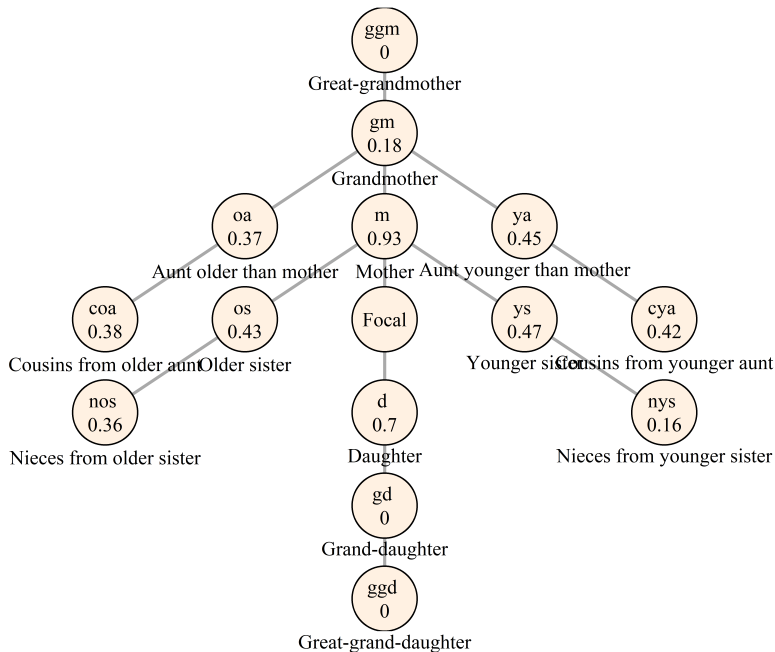 ggm
0
Great-grandmother
gm
0.18
Grandmother
oa
0.37
Aunt older than mother
m
0.93
Mother
ya
0.45
Aunt younger than mother
coa
0.38
Cousins from older aunt
os
0.43
Older sister
Focal
ys
0.47
Younger sister
cya
0.42
Cousins from younger aunt
nos
0.36
Nieces from older sister
d
0.7
Daughter
nys
0.16
Nieces from younger sister
gd
0
Grand-daughter
ggd
0
Great-grand-daughter